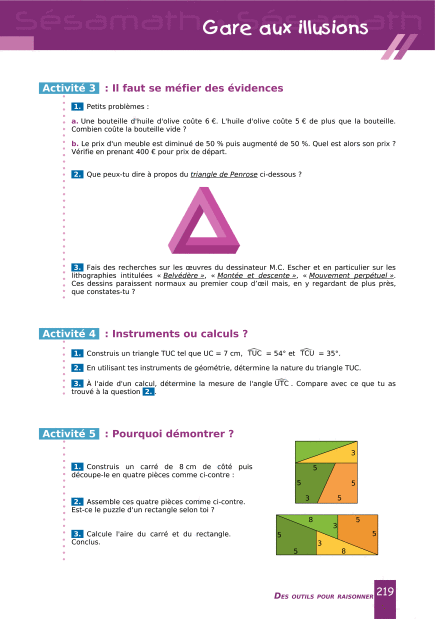 Sésamath Sésamath
Gare aux illusions
Activité 3 : Il faut se méfier des évidences
1. Petits problèmes :
a. Une bouteille d'huile d'olive coûte 6 €. L'huile d'olive coûte 5 € de plus que la bouteille.
Combien coûte la bouteille vide ?
b. Le prix d'un meuble est diminué de 50 % puis augmenté de 50 %. Quel est alors son prix ?
Vérifie en prenant 400 € pour prix de départ.
2. Que peux-tu dire à propos du triangle de Penrose ci-dessous ?
3. Fais des recherches sur les œuvres du dessinateur M.C. Escher et en particulier sur les
lithographies intitulées « Belvédère », « Montée et descente », « Mouvement perpétuel ».
Ces dessins paraissent normaux au premier coup d'œil mais, en y regardant de plus près,
que constates-tu ?
Activité 4 : Instruments ou calculs ?
1. Construis un triangle TUC tel que UC = 7 cm, TUC = 54° et TCU = 35°.
2. En utilisant tes instruments de géométrie, détermine la nature du triangle TUC.
3. À l'aide d'un calcul, détermine la mesure de l'angle UTC . Compare avec ce que tu as
trouvé à la question 2.
Activité 5 : Pourquoi démontrer ?
1. Construis un carré de 8 cm de côté puis
découpe-le en quatre pièces comme ci-contre :
2. Assemble ces quatre pièces comme ci-contre.
Est-ce le puzzle d'un rectangle selon toi ?
3. Calcule l'aire du carré et du rectangle.
Conclus.
3
5
5 5
3 5
8 5
3
5 5
3
5 8
DES OUTILS POUR RAISONNER 219